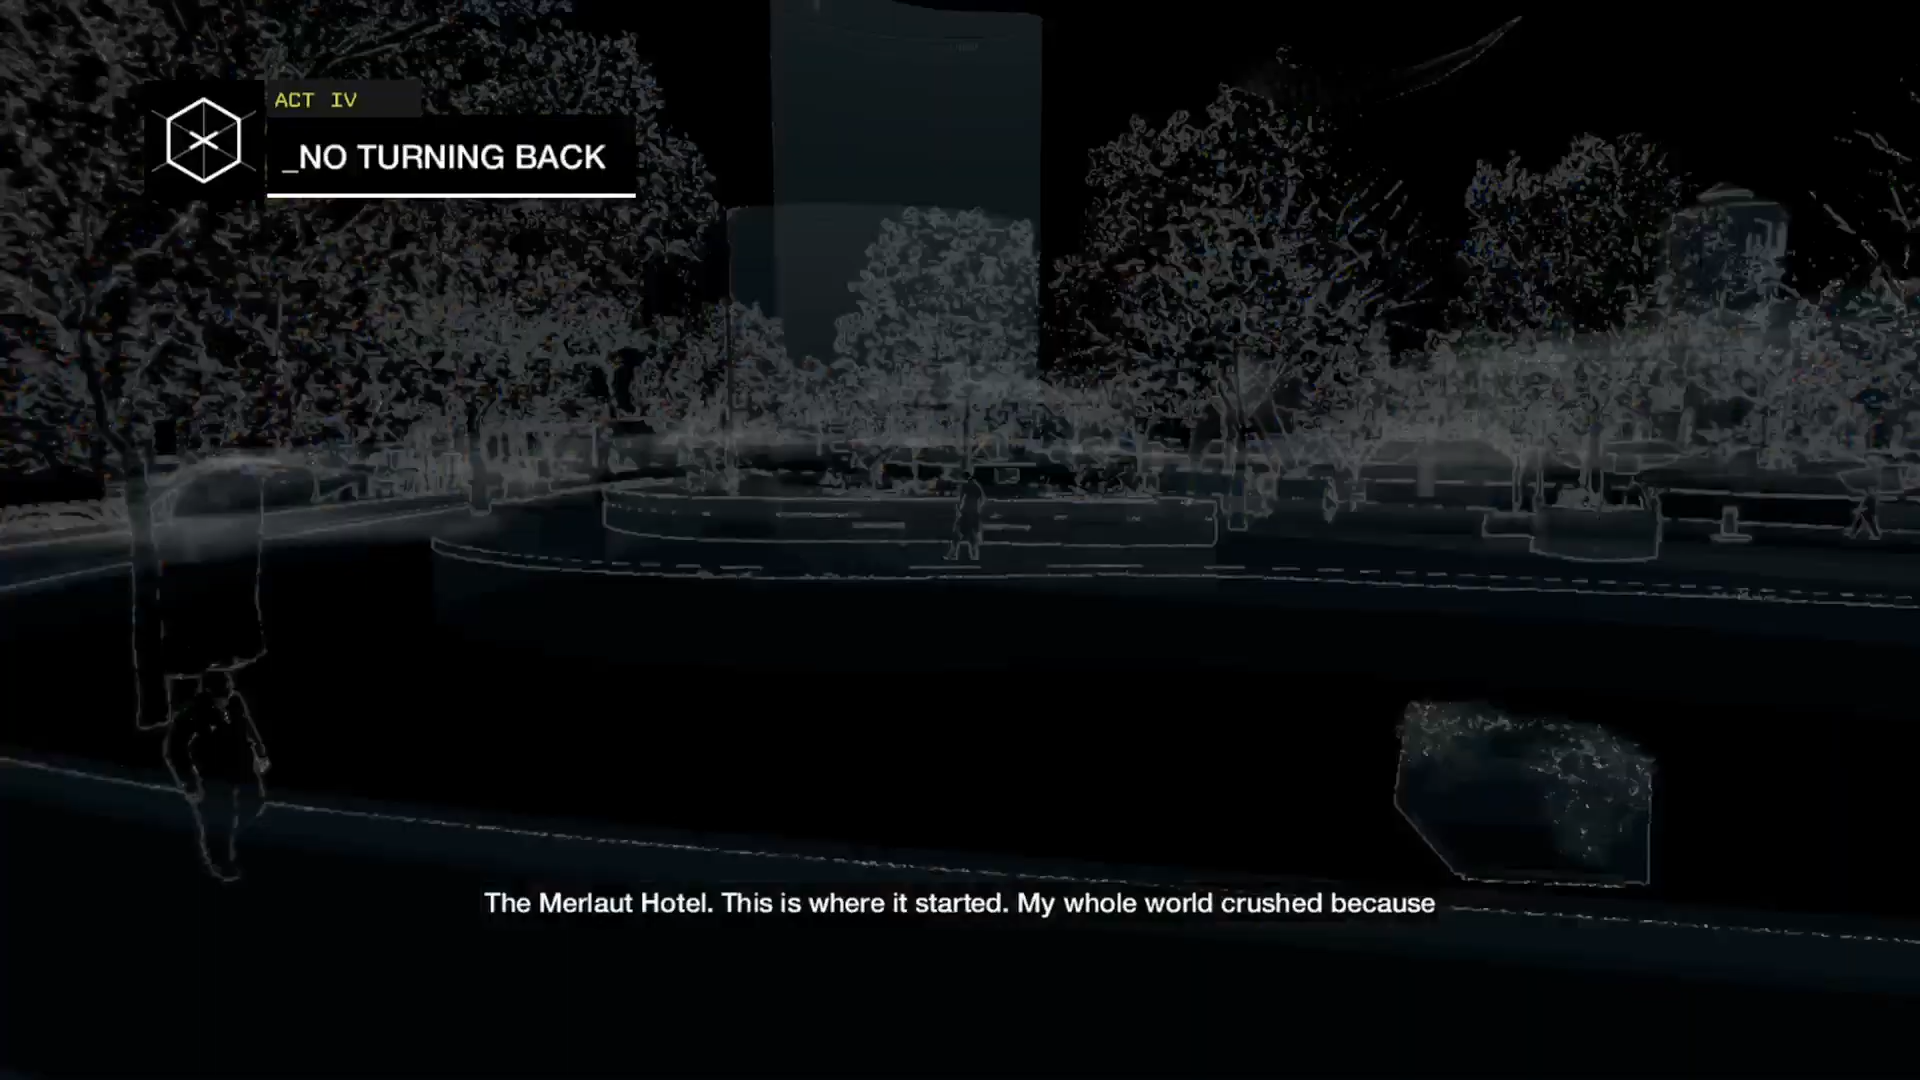 ACT IV
_NO TURNING BACK
The Merlaut Hotel. This is where it started. My whole world crushed because